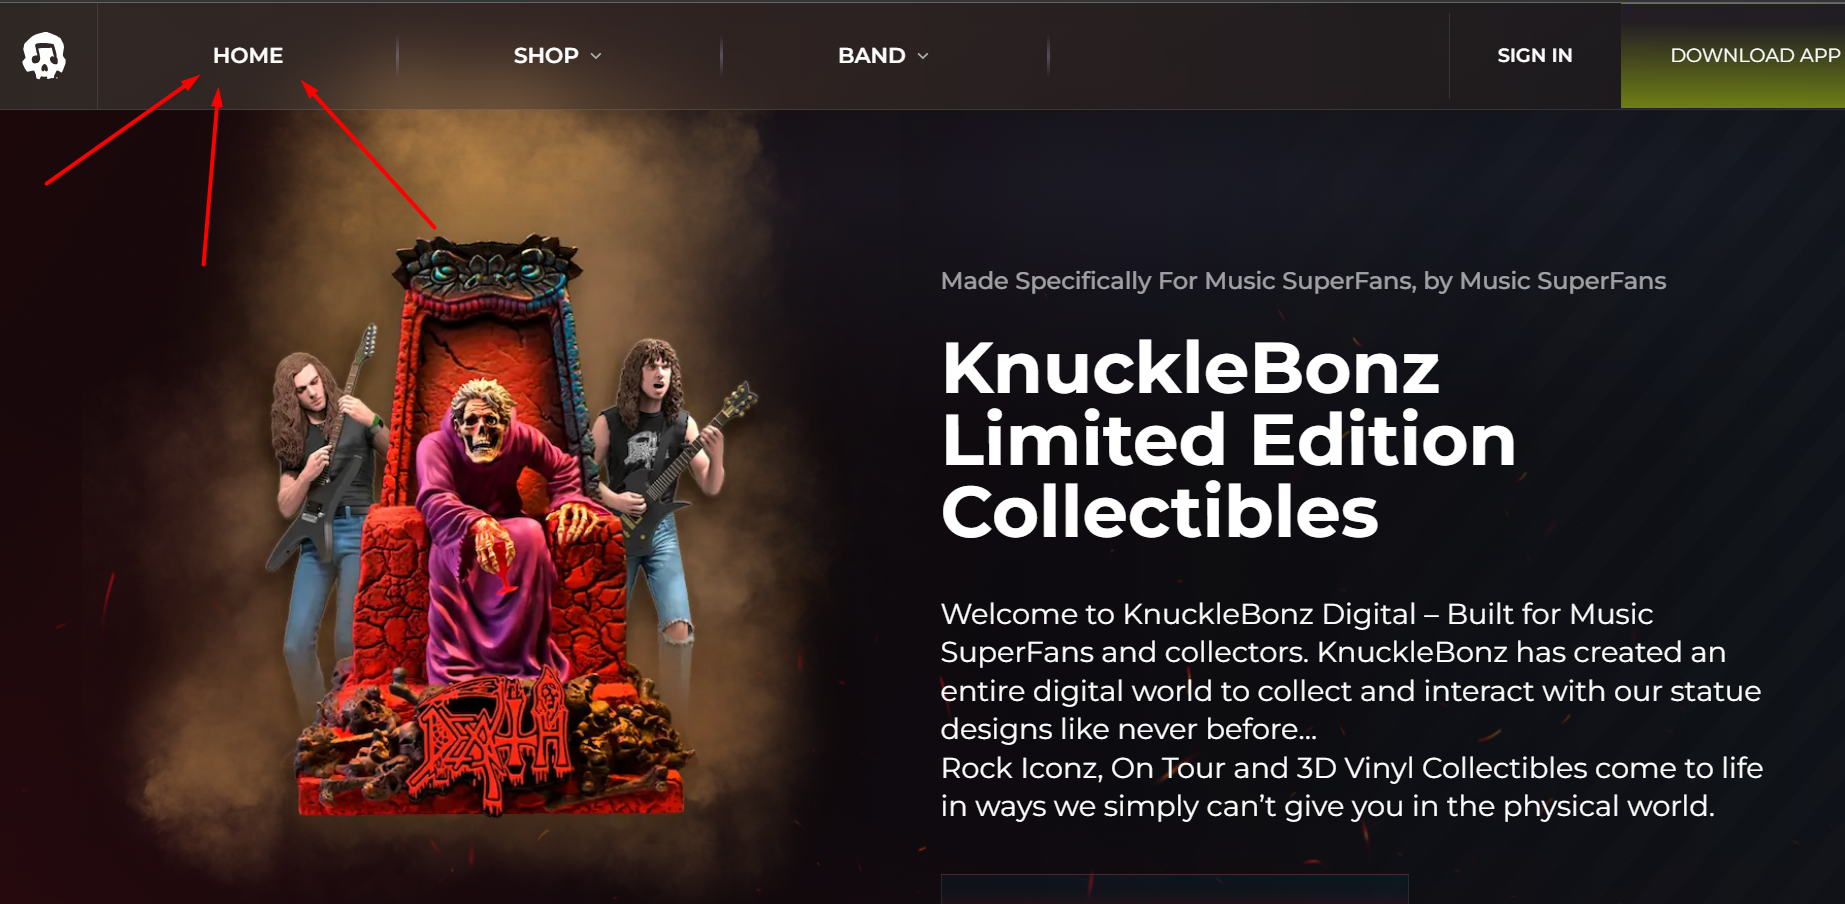 HOME
SHOP
BAND
SIGN IN
DOWNLOAD APP
Made Specifically For Music SuperFans, by Music SuperFans
KnuckleBonz
Limited Edition
Collectibles
Welcome to KnuckleBonz Digital – Built for Music
SuperFans and collectors. KnuckleBonz has created an
entire digital world to collect and interact with our statue
designs like never before...
Rock Iconz, On Tour and 3D Vinyl Collectibles come to life
in ways we simply can’t give you in the physical world.
DEATH